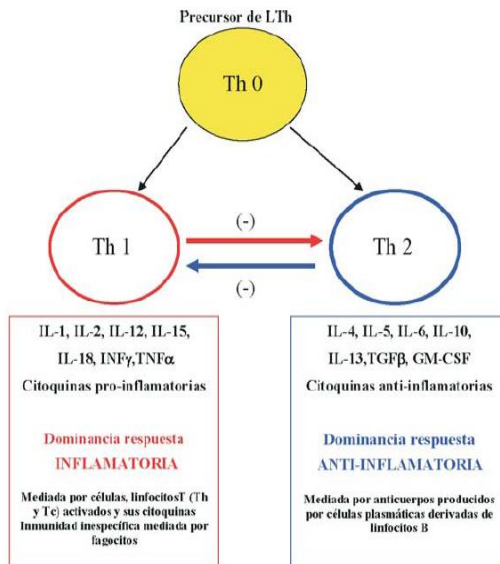 Precursor de LTh
Th 0
(-)
Th 1
Th 2
(-)
IL-1, IL-2, IL-12, IL-15,
IL-18, INFγ,TNFα
Citoquinas pro-inflamatorias
Dominancia respuesta
INFLAMATORIA
Mediada por células, linfocitosT (Th
y Tc) activados y sus citoquinas
Inmunidad inespecífica mediada por
fagocitos
IL-4, IL-5, IL-6, IL-10,
IL-13,TGFβ, GM-CSF
Citoquinas anti-inflamatorias
Dominancia respuesta
ANTI-INFLAMATORIA
Mediada por anticuerpos producidos
por células plasmáticas derivadas de
linfocitos B